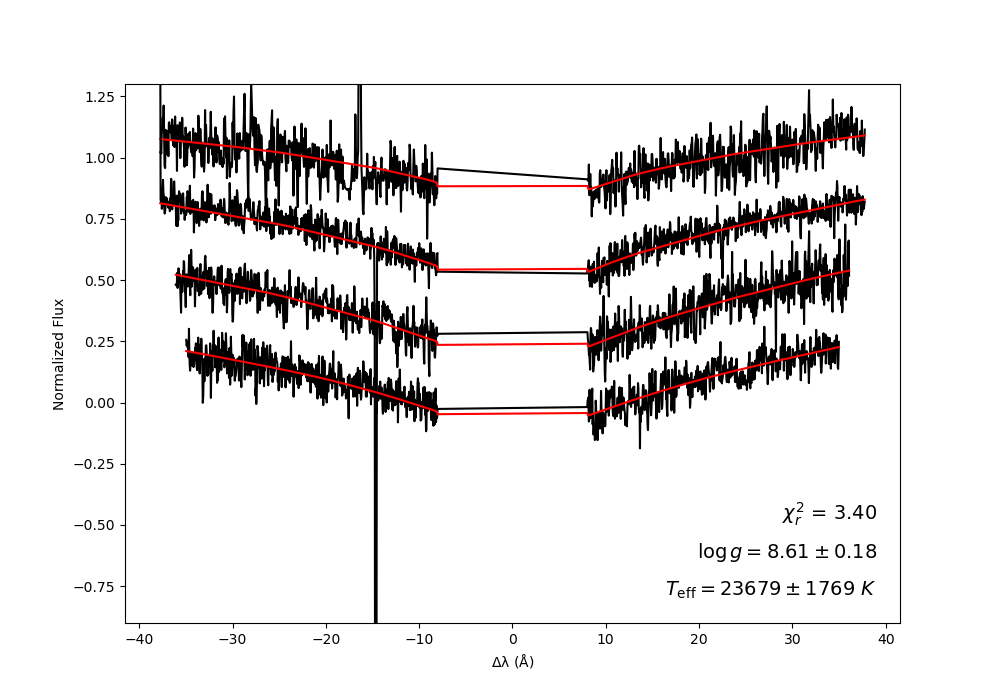 1.25
1.00
0.75
0.50
0.25
0.00
−0.25
−0.50
−0.75
Normalized Flux
χ²ᵣ = 3.40
log g = 8.61 ± 0.18
T_eff = 23679 ± 1769 K
−40 −30 −20 −10 0 10 20 30 40
Δλ (Å)